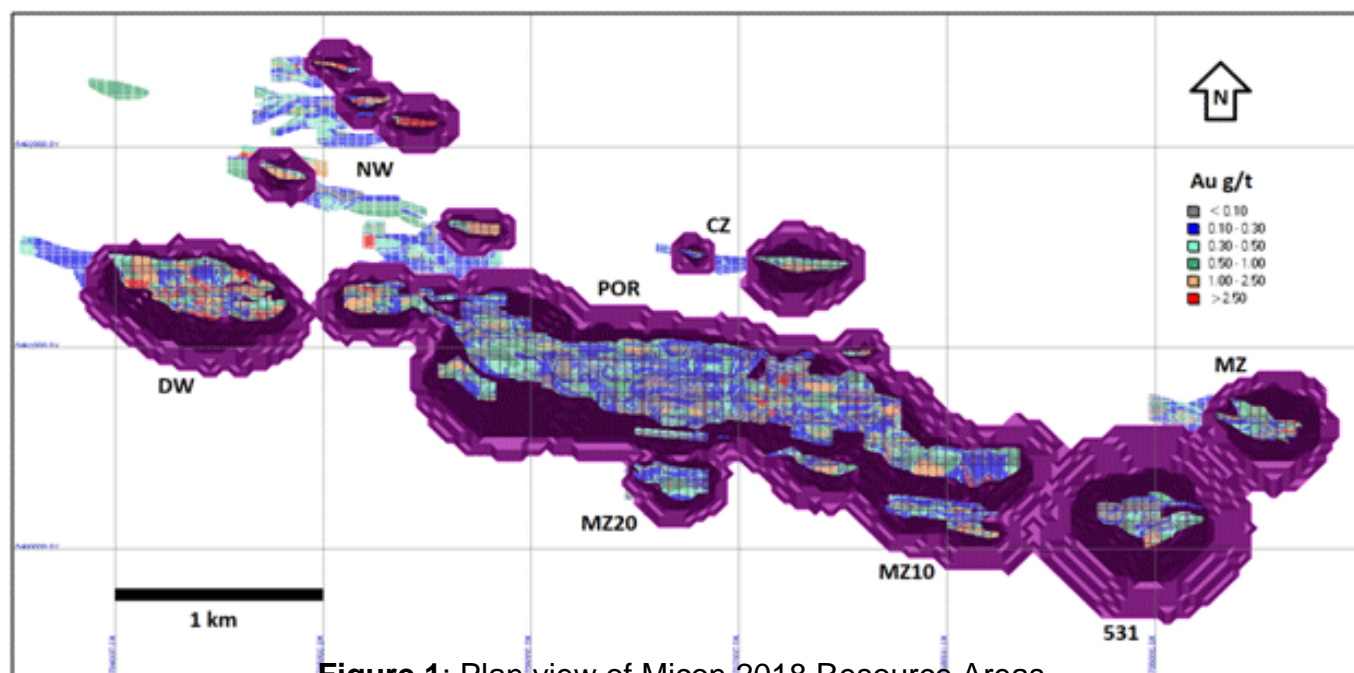 N
NW
Au g/t
< 0.10
0.10 - 0.30
0.30 - 0.50
0.50 - 1.00
1.00 - 2.50
>2.50
CZ
POR
MZ
DW
MZ20
MZ10
1 km
531
Figure 1: Plan view of Micon 2018 Resource Areas